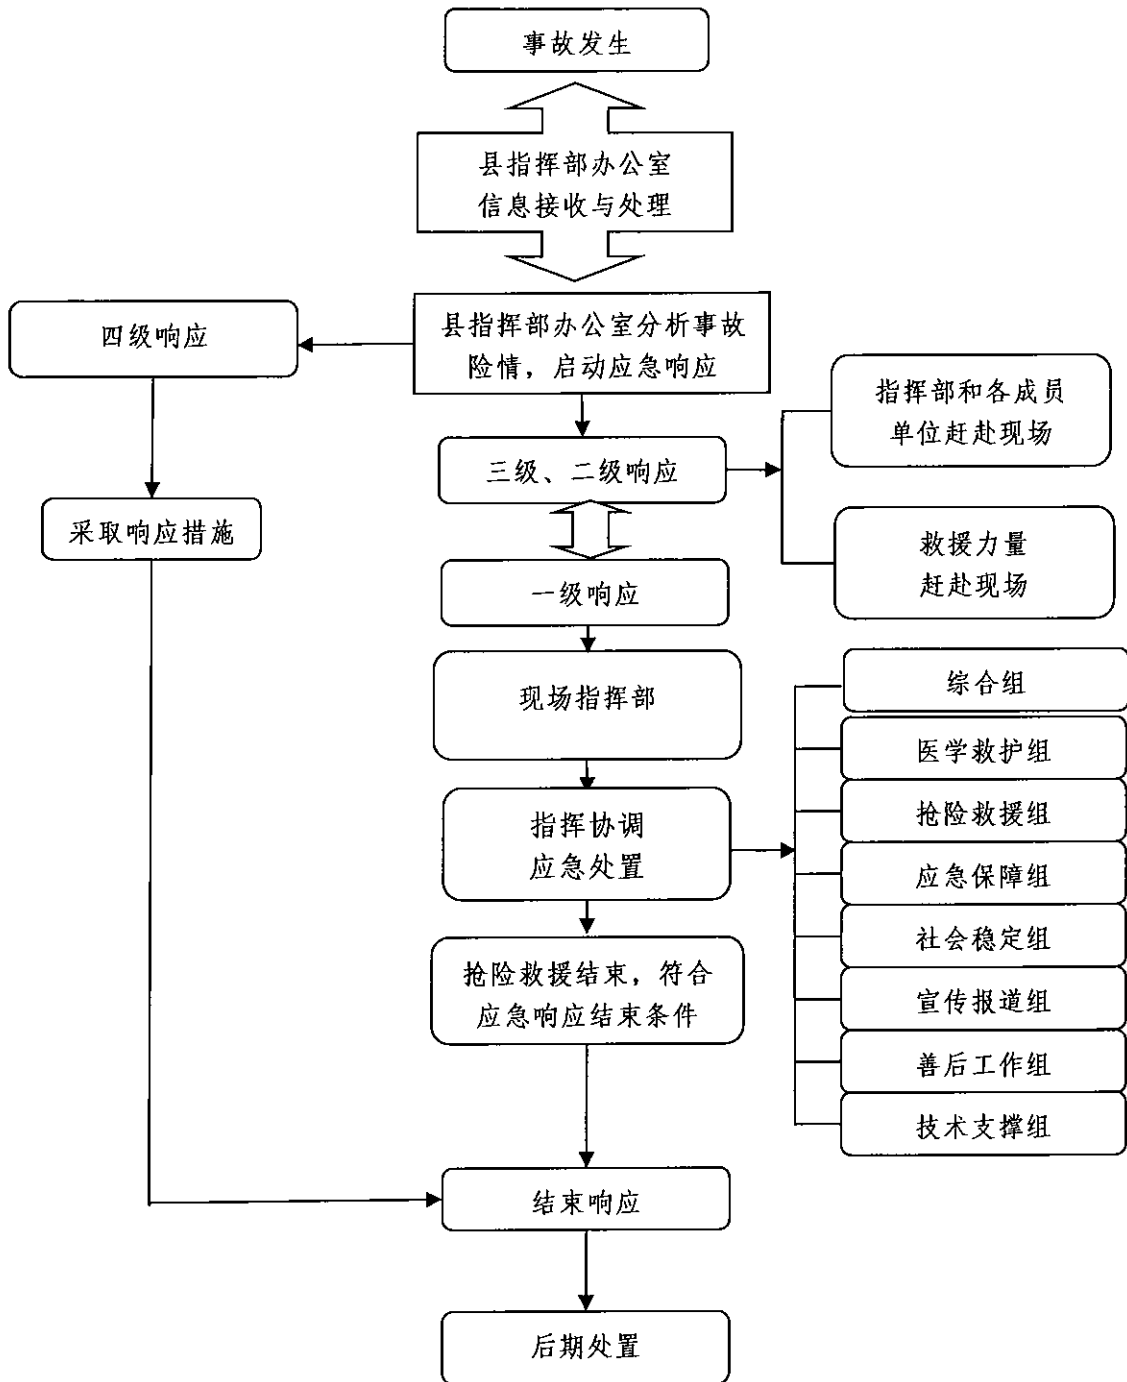 事故发生
县指挥部办公室
信息接收与处理
县指挥部办公室分析事故
险情，启动应急响应
四级响应
指挥部和各成员
单位赶赴现场
三级、二级响应
采取响应措施
救援力量
赶赴现场
一级响应
现场指挥部
综合组
医学救护组
抢险救援组
指挥协调
应急处置
应急保障组
社会稳定组
抢险救援结束，符合
应急响应结束条件
宣传报道组
善后工作组
技术支撑组
结束响应
后期处置